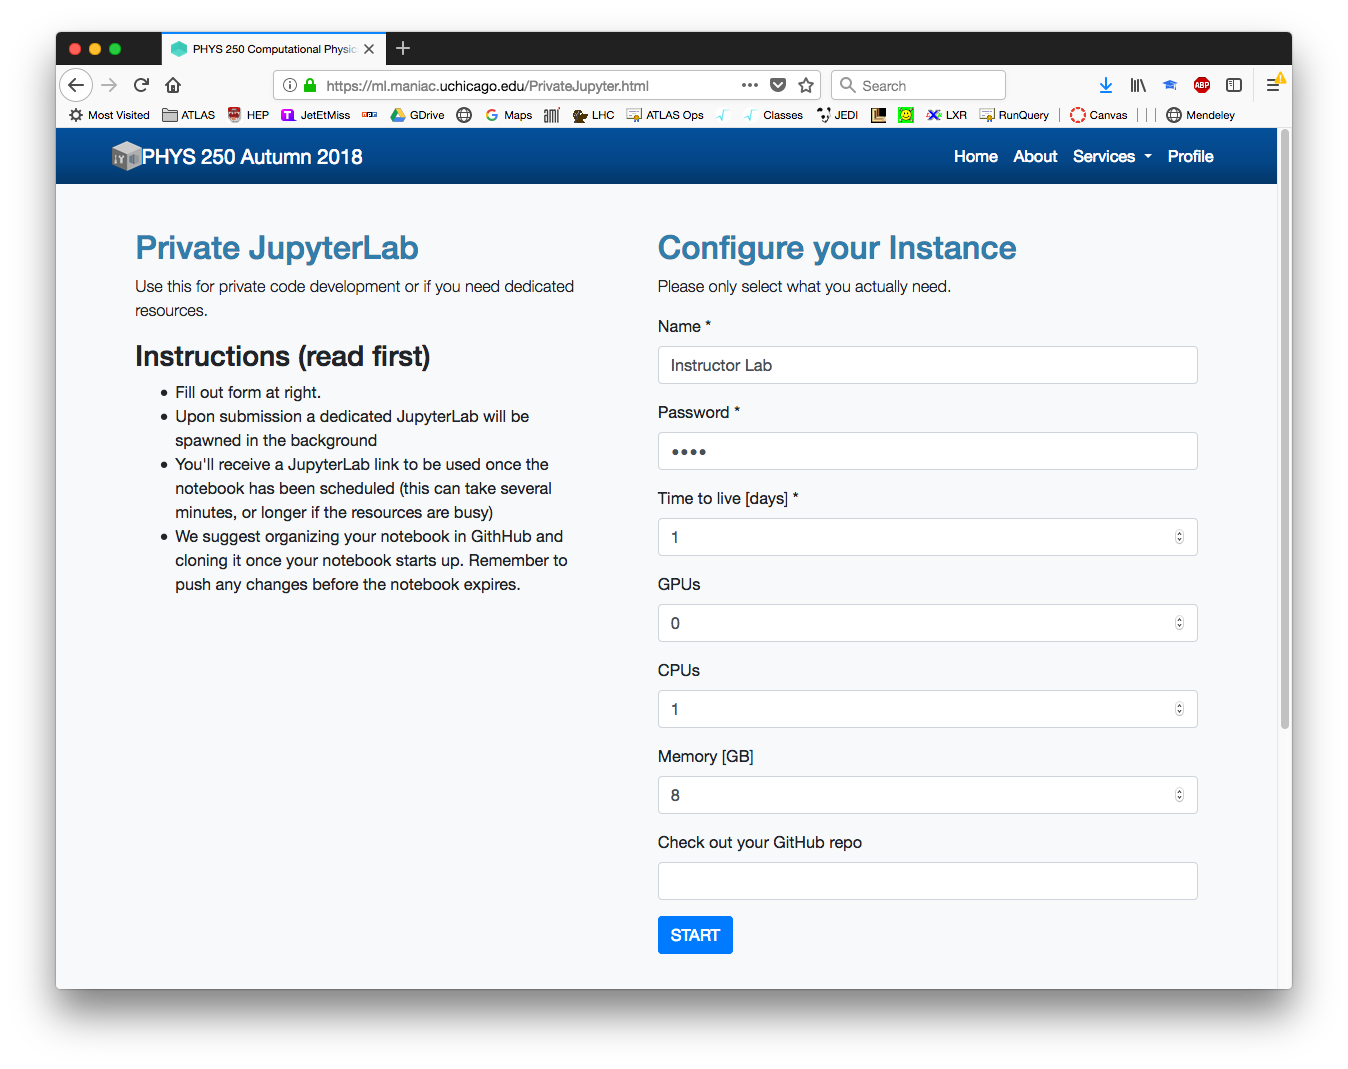 PHYS 250 Computational Physic
https://ml.maniac.uchicago.edu/PrivateJupyter.html
Search
ABP
Most Visited
ATLAS
HEP
JetEtMiss
GDrive
Maps
LHC
ATLAS Ops
Classes
JEDI
LXR
RunQuery
Canvas
Mendeley
PHYS 250 Autumn 2018
Home
About
Services
Profile
Private JupyterLab
Use this for private code development or if you need dedicated
resources.
Instructions (read first)
• Fill out form at right.
• Upon submission a dedicated JupyterLab will be
spawned in the background
• You'll receive a JupyterLab link to be used once the
notebook has been scheduled (this can take several
minutes, or longer if the resources are busy)
• We suggest organizing your notebook in GithHub and
cloning it once your notebook starts up. Remember to
push any changes before the notebook expires.
Configure your Instance
Please only select what you actually need.
Name *
Instructor Lab
Password *
••••
Time to live [days] *
1
GPUs
0
CPUs
1
Memory [GB]
8
Check out your GitHub repo
START